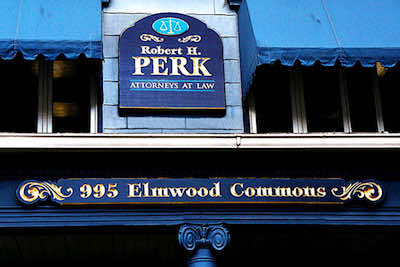 Robert H.
PERK
ATTORNEYS AT LAW
995 Elmwood Commons